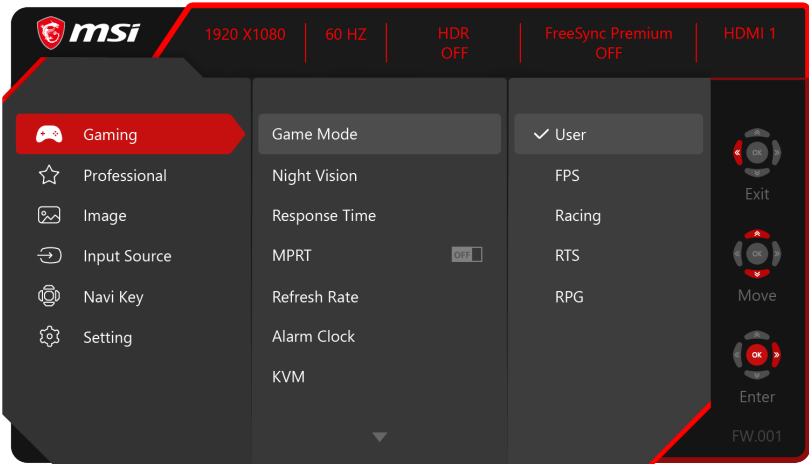 msi
1920 X1080
60 HZ
HDR
OFF
FreeSync Premium
OFF
HDMI 1
Gaming
Professional
Image
Input Source
Navi Key
Setting
Game Mode
Night Vision
Response Time
MPRT
OFF
Refresh Rate
Alarm Clock
KVM
User
FPS
Racing
RTS
RPG
OK
Exit
OK
Move
OK
Enter
FW.001